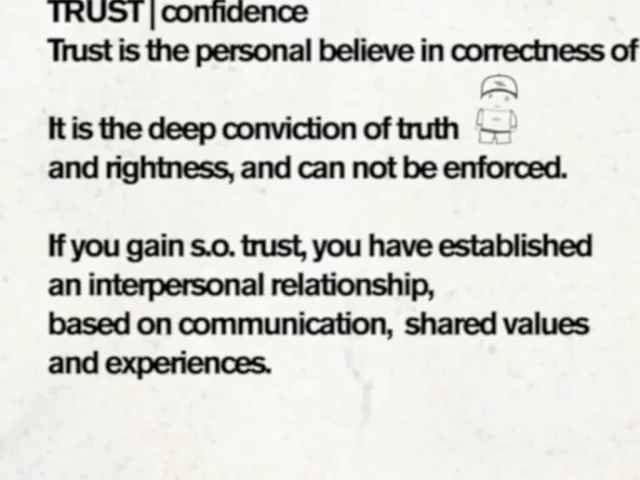 TRUST | confidence
Trust is the personal believe in correctness of
It is the deep conviction of truth
and rightness, and can not be enforced.
If you gain s.o. trust, you have established
an interpersonal relationship,
based on communication, shared values
and experiences.